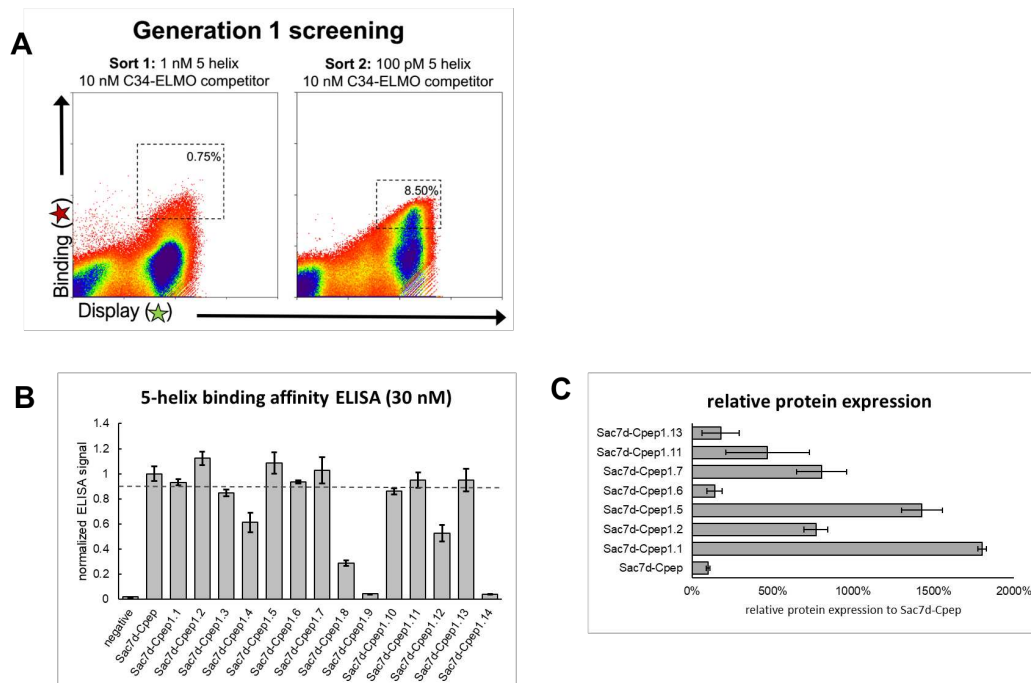 A
Generation 1 screening
Sort 1: 1 nM 5 helix
10 nM C34-ELMO competitor
Sort 2: 100 pM 5 helix
10 nM C34-ELMO competitor
0.75%
8.50%
Binding (★)
Display (★)
B
5-helix binding affinity ELISA (30 nM)
normalized ELISA signal
1.4
1.2
1
0.8
0.6
0.4
0.2
0
negative
Sac7d-Cpep
Sac7d-Cpep1.1
Sac7d-Cpep1.2
Sac7d-Cpep1.3
Sac7d-Cpep1.4
Sac7d-Cpep1.5
Sac7d-Cpep1.6
Sac7d-Cpep1.7
Sac7d-Cpep1.8
Sac7d-Cpep1.9
Sac7d-Cpep1.10
Sac7d-Cpep1.11
Sac7d-Cpep1.12
Sac7d-Cpep1.13
Sac7d-Cpep1.14
C
relative protein expression
Sac7d-Cpep1.13
Sac7d-Cpep1.11
Sac7d-Cpep1.7
Sac7d-Cpep1.6
Sac7d-Cpep1.5
Sac7d-Cpep1.2
Sac7d-Cpep1.1
Sac7d-Cpep
0% 500% 1000% 1500% 2000%
relative protein expression to Sac7d-Cpep